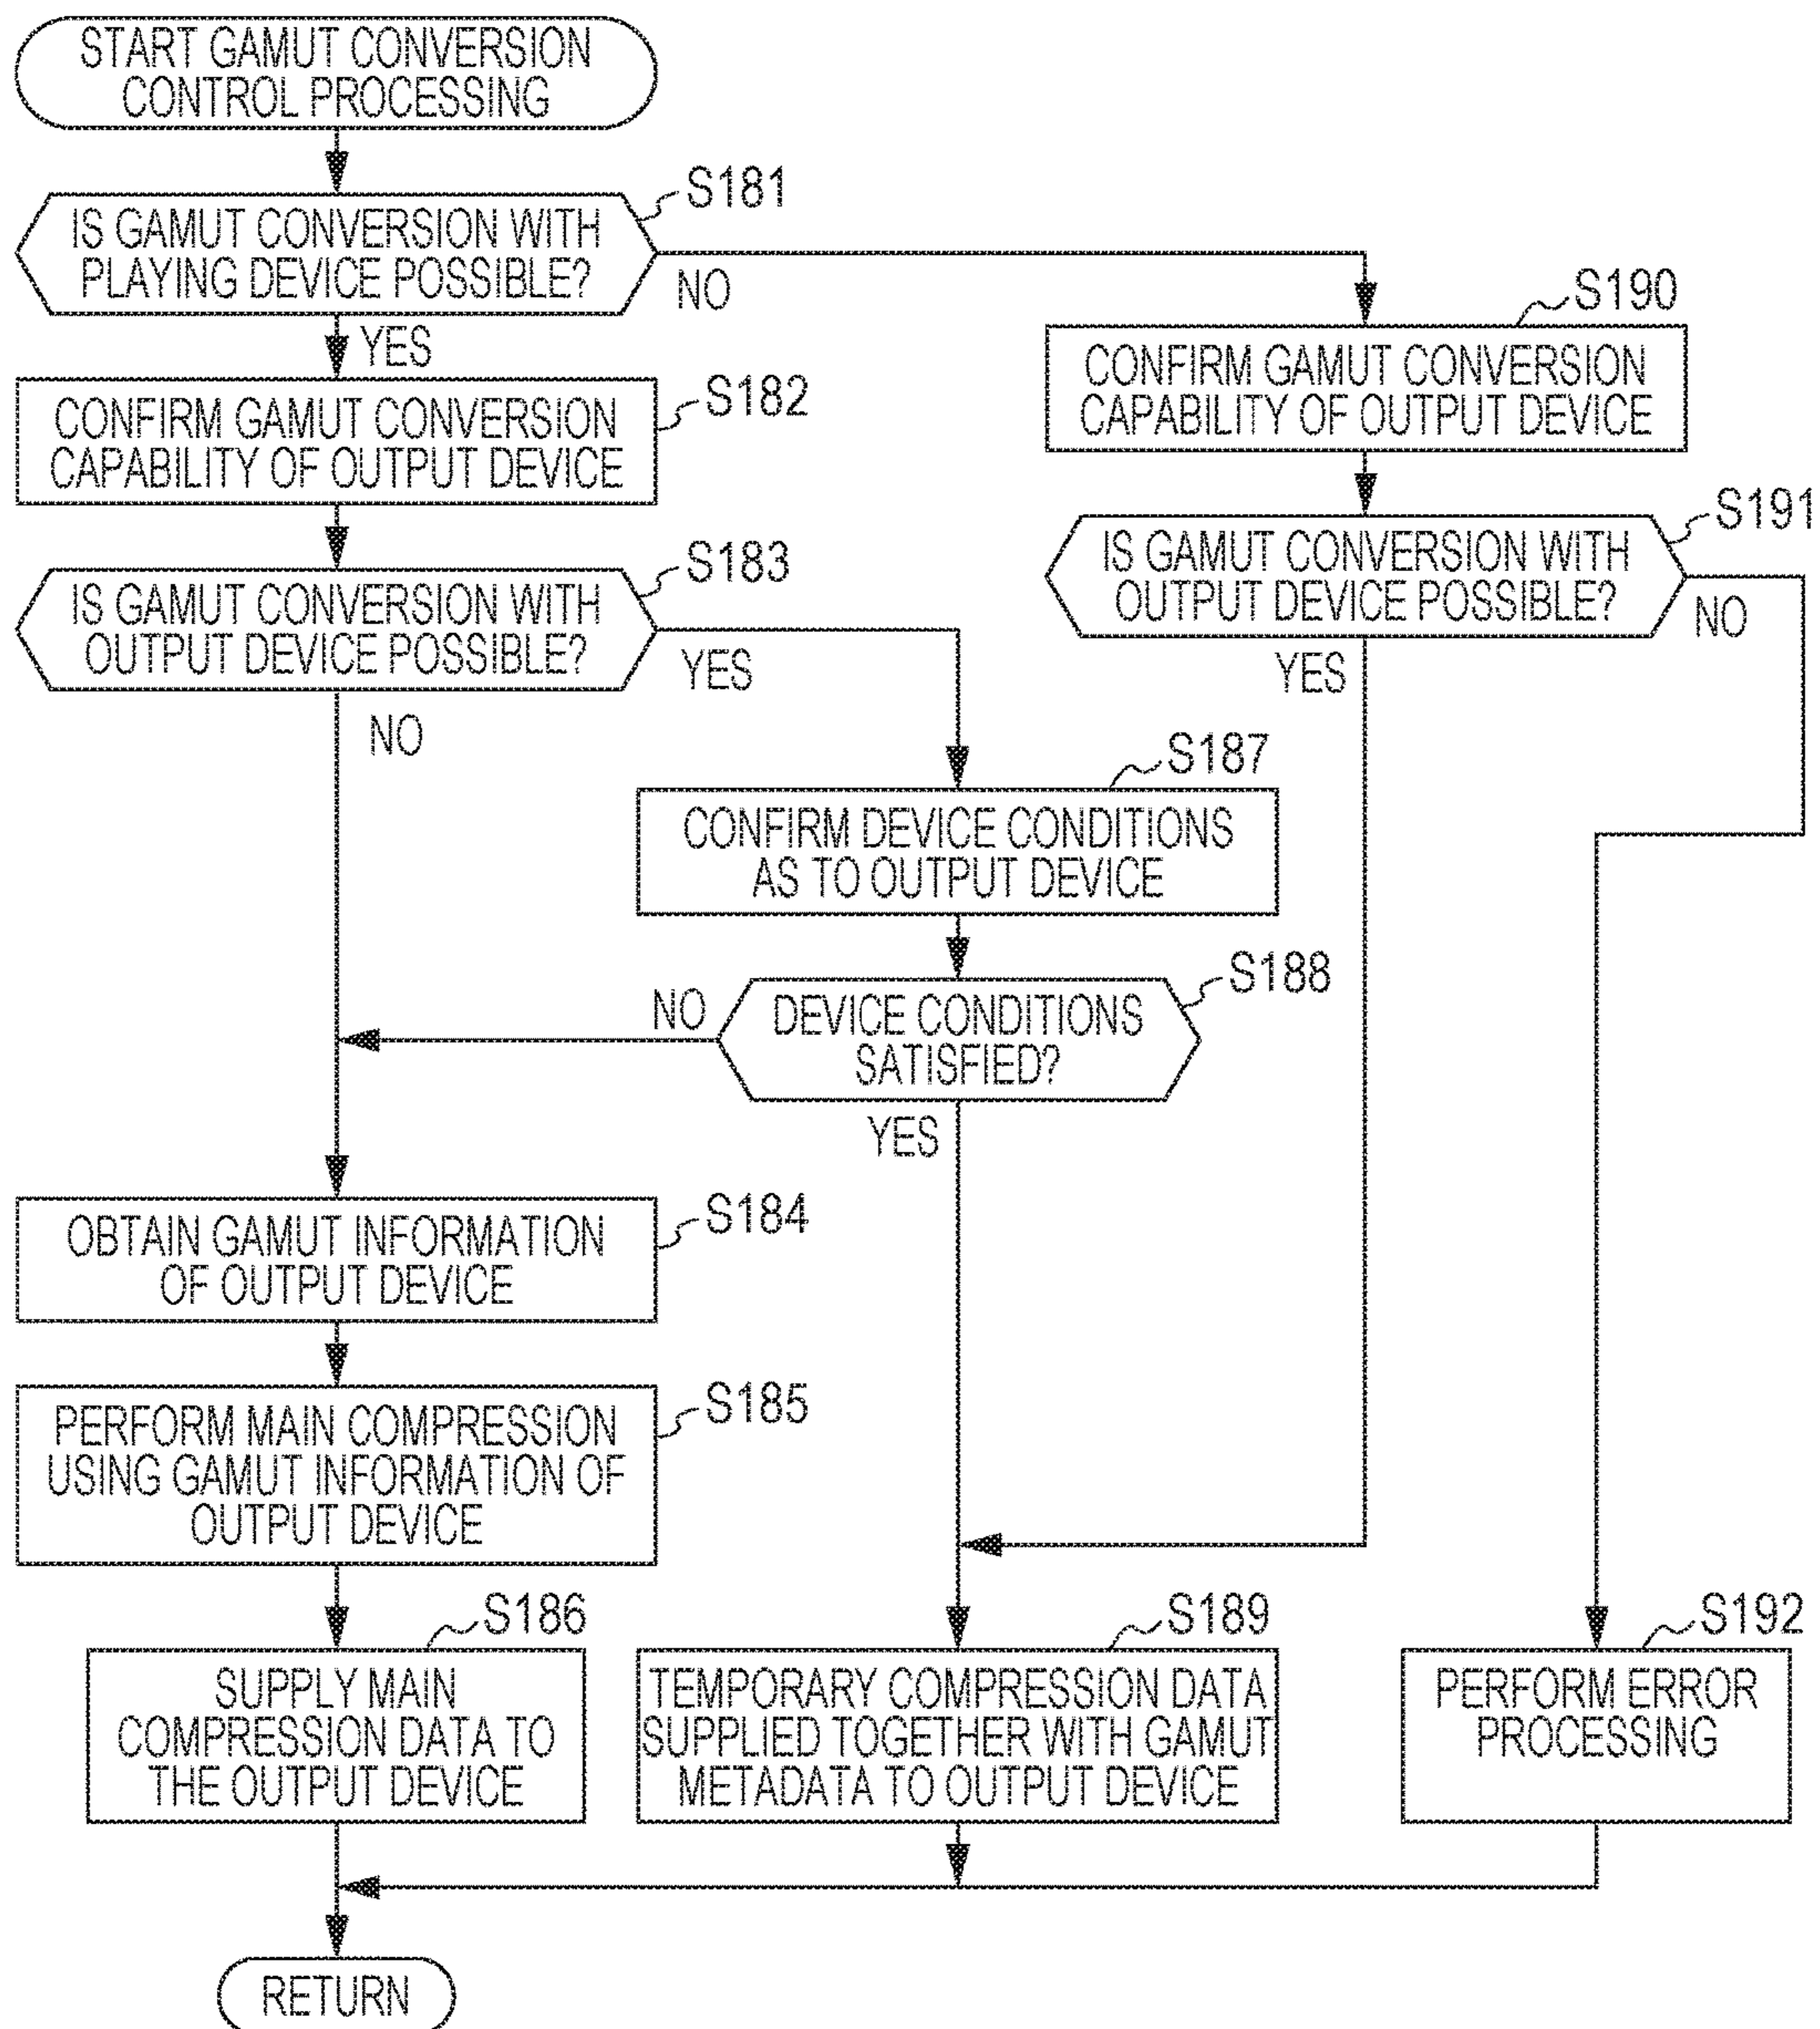 START GAMUT CONVERSION
CONTROL PROCESSING
S181
IS GAMUT CONVERSION WITH
PLAYING DEVICE POSSIBLE?
NO
YES
S190
CONFIRM GAMUT CONVERSION
CAPABILITY OF OUTPUT DEVICE
S182
CONFIRM GAMUT CONVERSION
CAPABILITY OF OUTPUT DEVICE
S191
IS GAMUT CONVERSION WITH
OUTPUT DEVICE POSSIBLE?
NO
YES
S183
IS GAMUT CONVERSION WITH
OUTPUT DEVICE POSSIBLE?
YES
NO
S187
CONFIRM DEVICE CONDITIONS
AS TO OUTPUT DEVICE
S188
DEVICE CONDITIONS
SATISFIED?
NO
YES
S184
OBTAIN GAMUT INFORMATION
OF OUTPUT DEVICE
S185
PERFORM MAIN COMPRESSION
USING GAMUT INFORMATION OF
OUTPUT DEVICE
S186
SUPPLY MAIN
COMPRESSION DATA TO
THE OUTPUT DEVICE
S189
TEMPORARY COMPRESSION DATA
SUPPLIED TOGETHER WITH GAMUT
METADATA TO OUTPUT DEVICE
S192
PERFORM ERROR
PROCESSING
RETURN